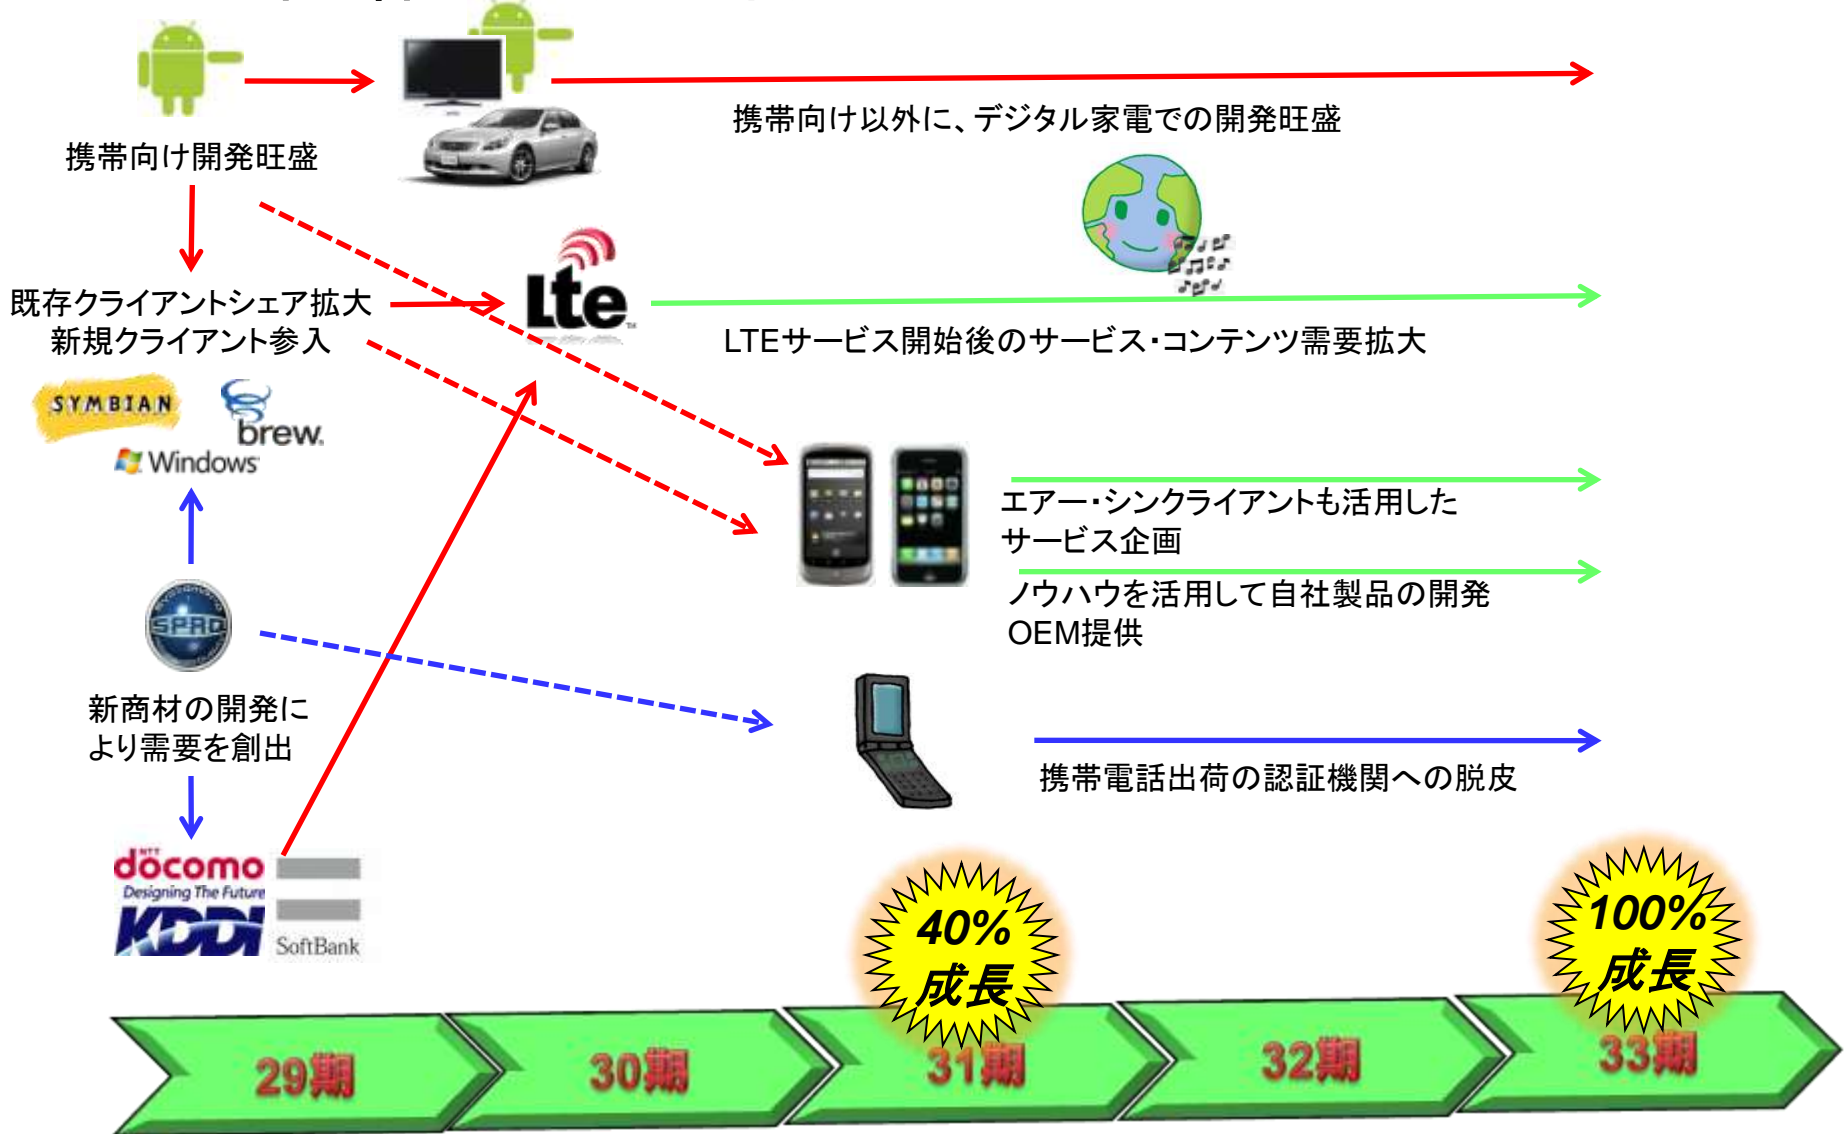 携帯向け開発旺盛
携帯向け以外に、デジタル家電での開発旺盛
既存クライアントシェア拡大
新規クライアント参入
Lte
LTEサービス開始後のサービス・コンテンツ需要拡大
SYMBIAN
brew.
Windows
エアー・シンクライアントも活用した
サービス企画
ノウハウを活用して自社製品の開発
OEM提供
SPRO
新商材の開発に
より需要を創出
携帯電話出荷の認証機関への脱皮
NTT
döcomo
Designing The Future
KDDI
SoftBank
40%
成長
100%
成長
29期
30期
31期
32期
33期